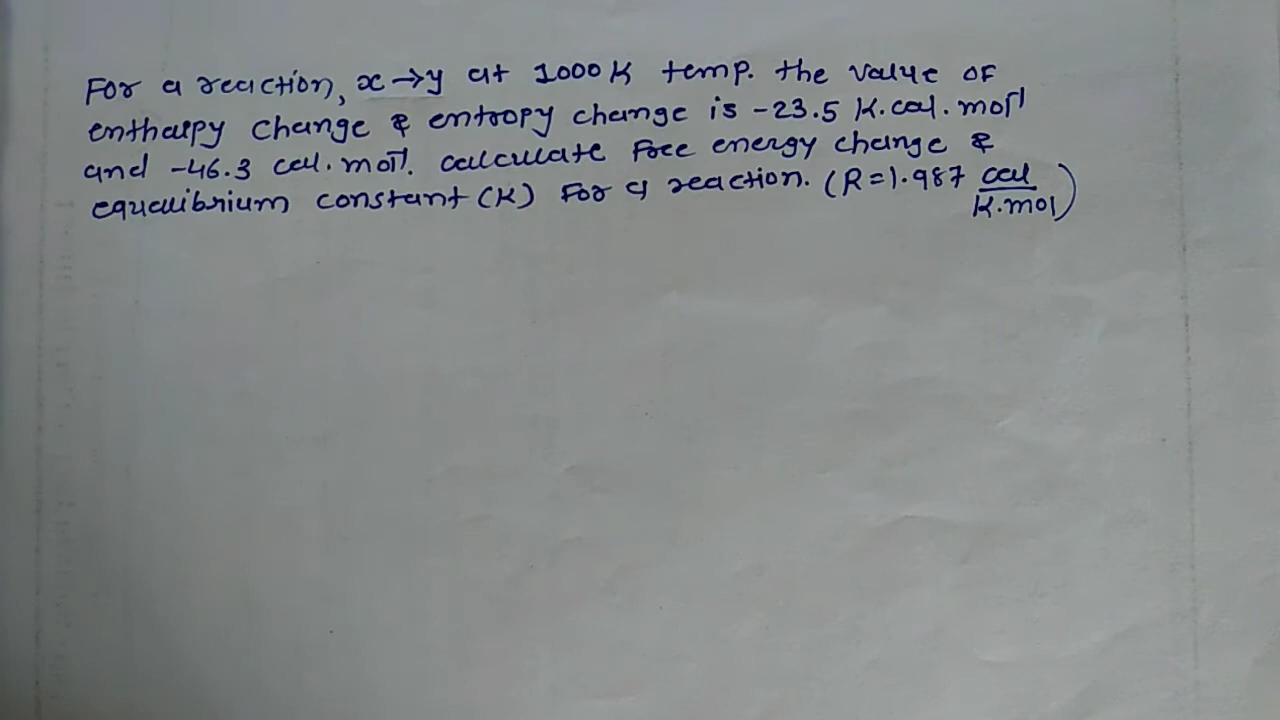 For a reaction, x→y at 1000 K temp. the value of
enthalpy change & entropy change is -23.5 K.cal.mol¯¹
and -46.3 cal.mol¯¹. calculate free energy change &
equilibrium constant (K) for a reaction. (R=1.987 cal/K.mol)